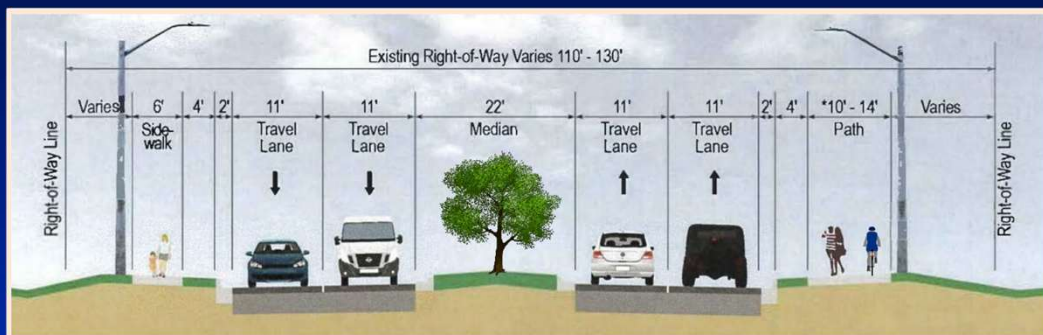 Existing Right-of-Way Varies 110' - 130'
Varies 6' 4' 2' 11' 11' 22' 11' 11' 2' 4' *10' - 14' Varies
Side-
walk
Travel
Lane
Travel
Lane
Median
Travel
Lane
Travel
Lane
Path
Right-of-Way Line
Right-of-Way Line